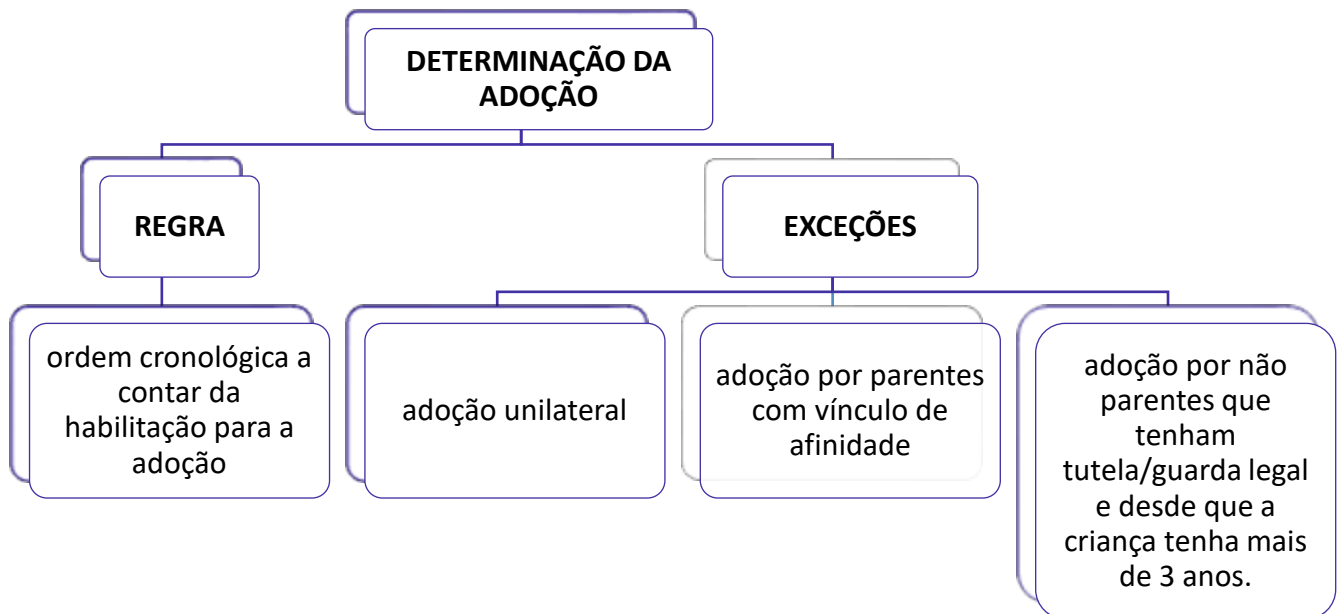 DETERMINAÇÃO DA
ADOÇÃO
REGRA
EXCEÇÕES
ordem cronológica a
contar da
habilitação para a
adoção
adoção unilateral
adoção por parentes
com vínculo de
afinidade
adoção por não
parentes que
tenham
tutela/guarda legal
e desde que a
criança tenha mais
de 3 anos.